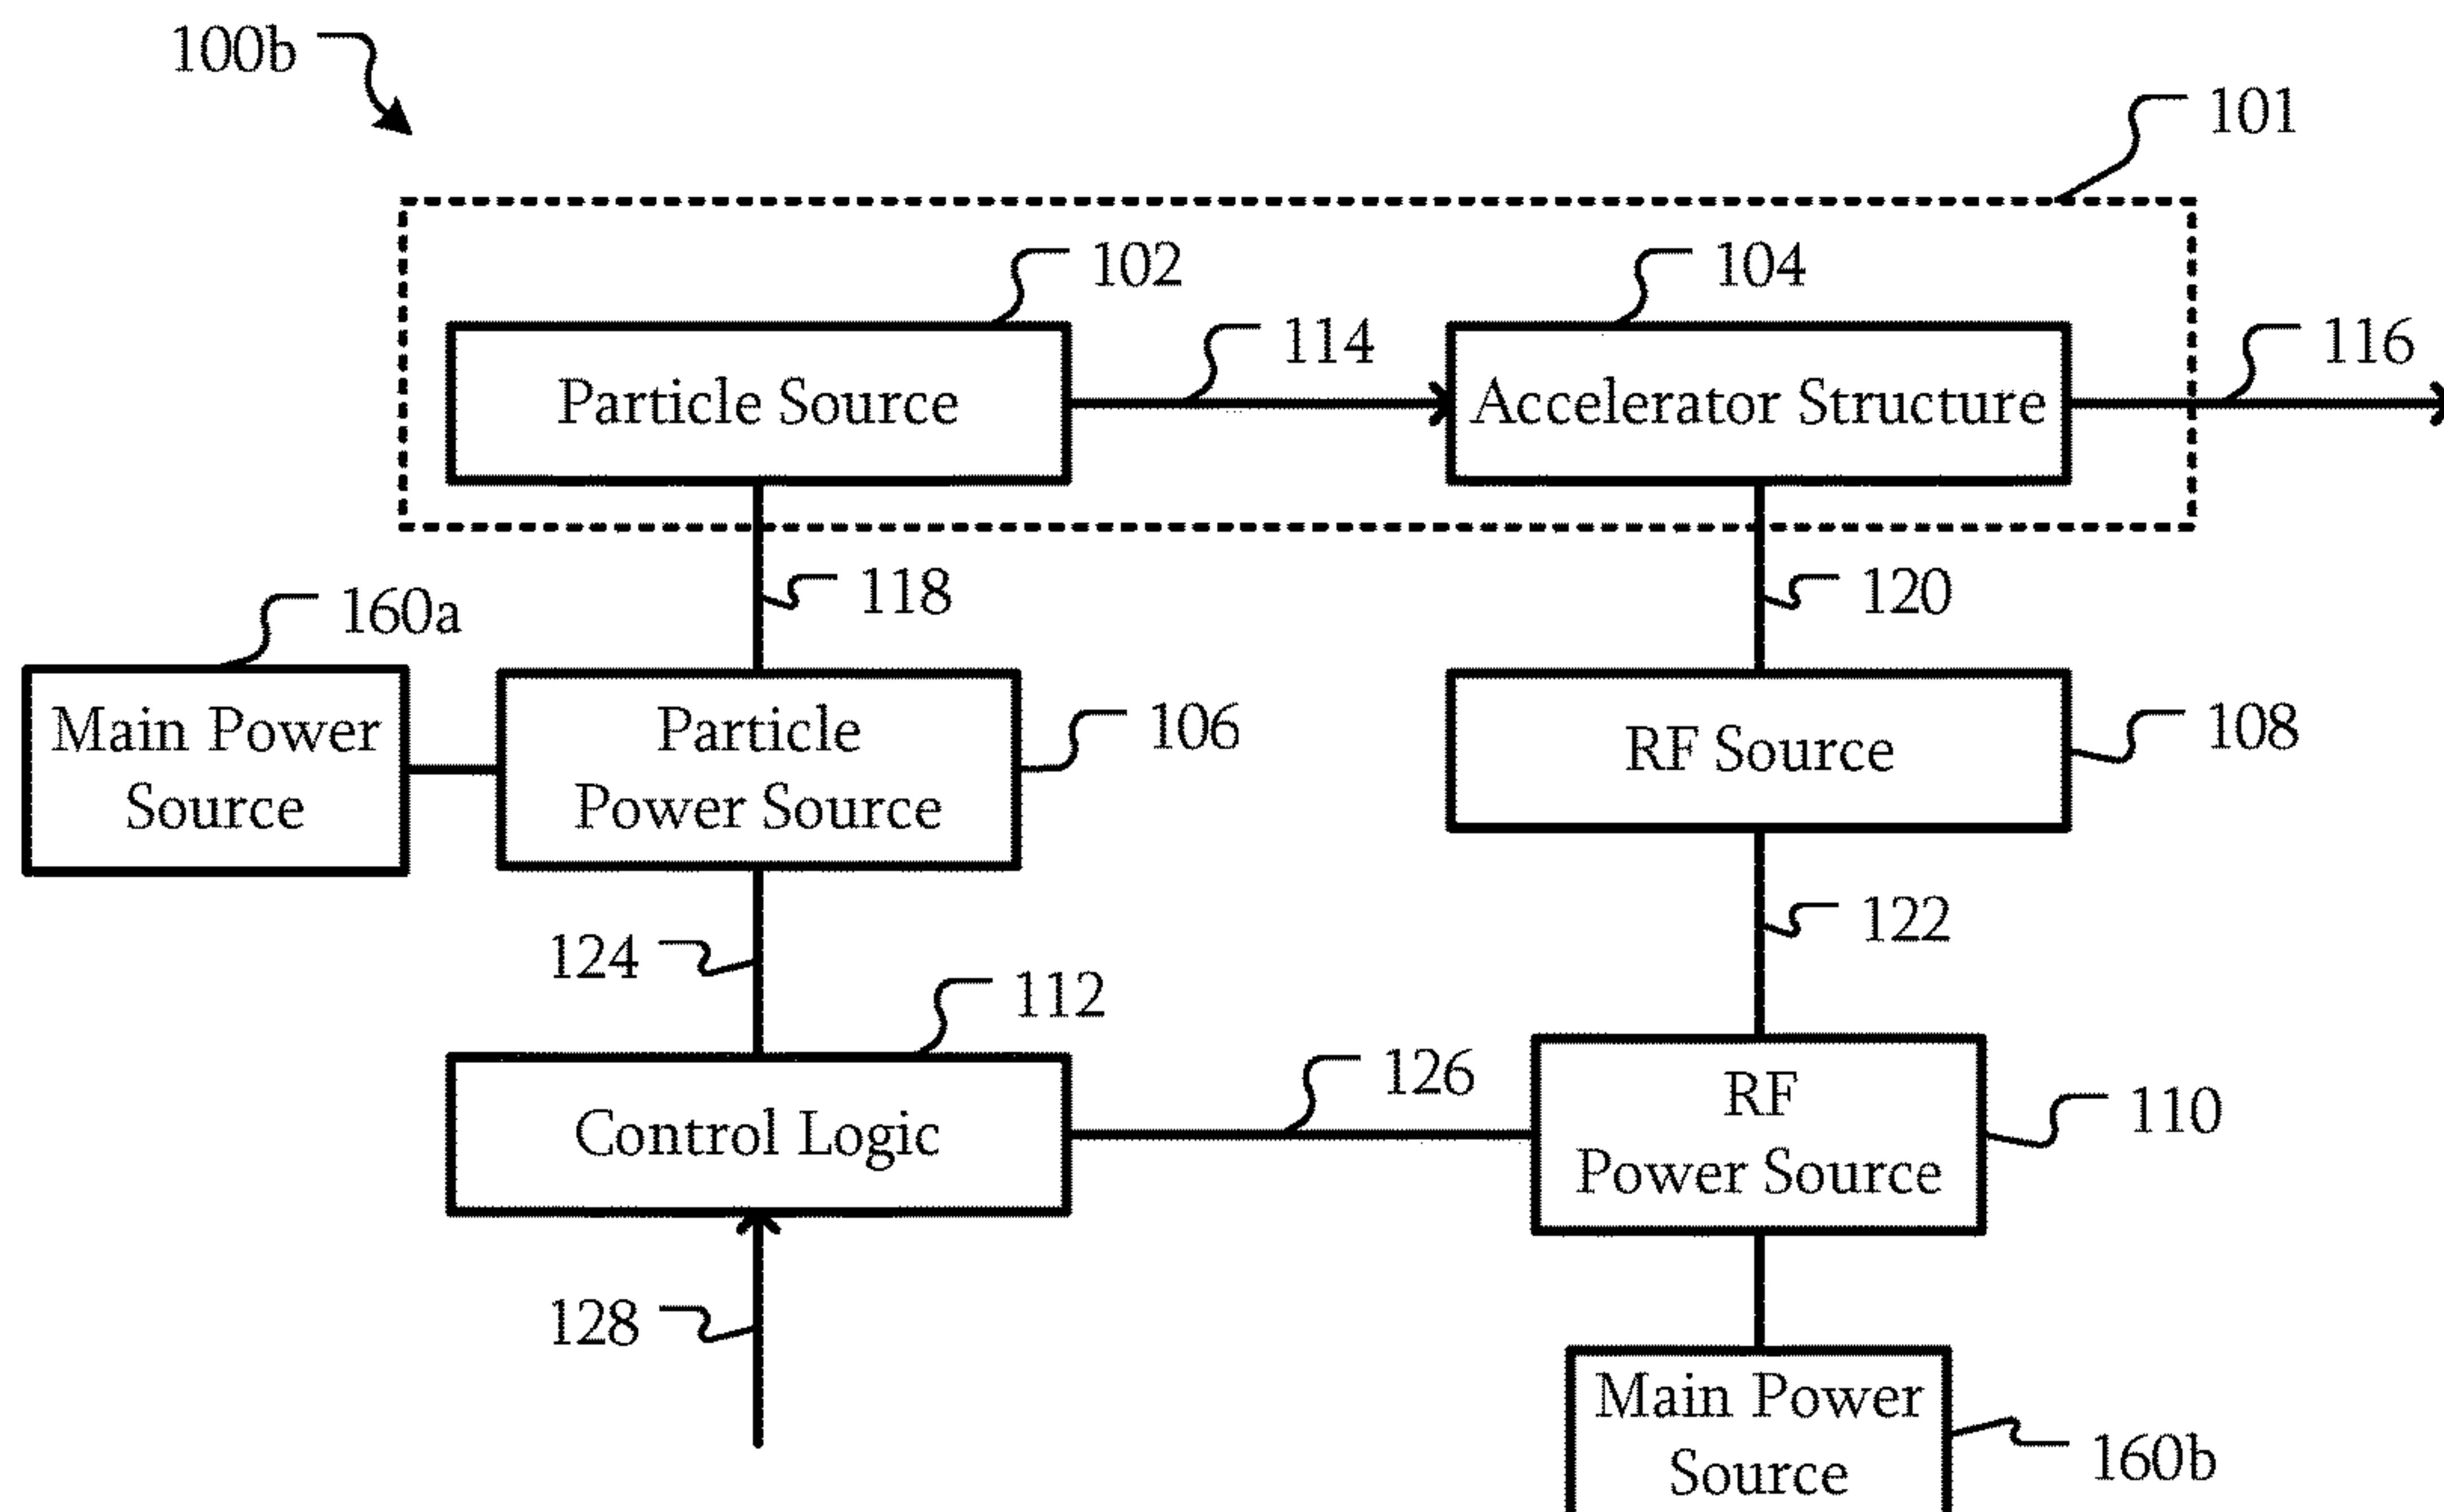 100b
101
102
104
114
116
Particle Source
Accelerator Structure
118
120
160a
106
108
Main Power
Source
Particle
Power Source
RF Source
124
122
112
126
110
Control Logic
RF
Power Source
128
Main Power
Source
160b